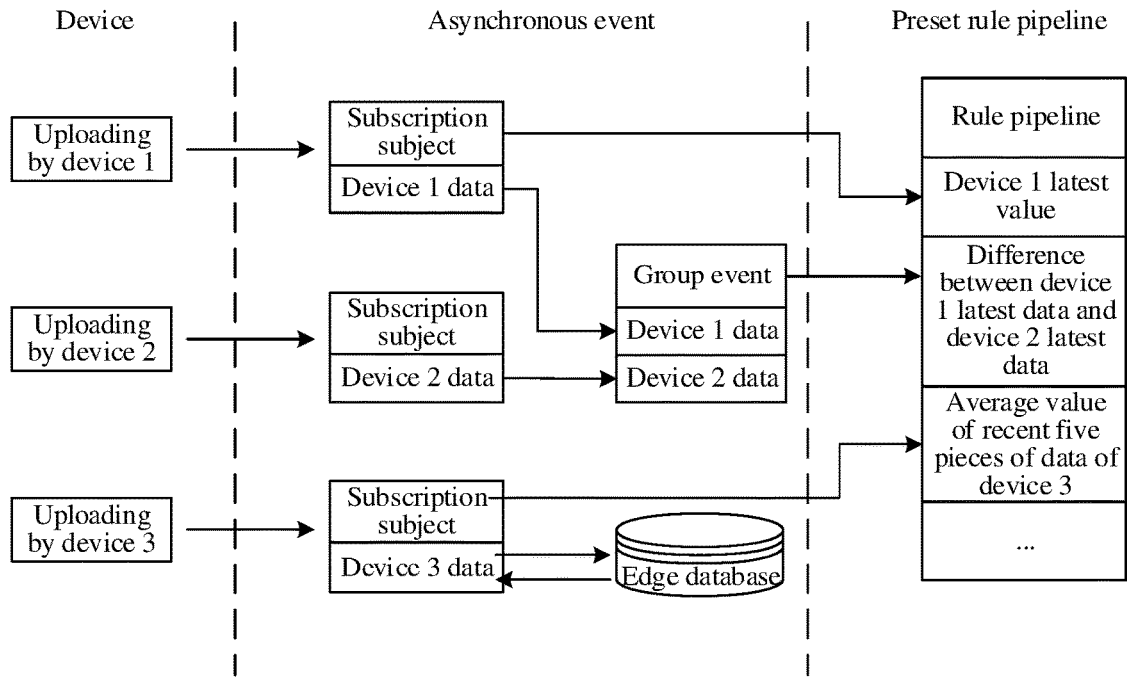 Device
Asynchronous event
Preset rule pipeline
Uploading
by device 1
Subscription
subject
Device 1 data
Rule pipeline
Device 1 latest
value
Group event
Device 1 data
Device 2 data
Difference
between device
1 latest data and
device 2 latest
data
Uploading
by device 2
Subscription
subject
Device 2 data
Average value
of recent five
pieces of data of
device 3
Uploading
by device 3
Subscription
subject
Device 3 data
Edge database
...